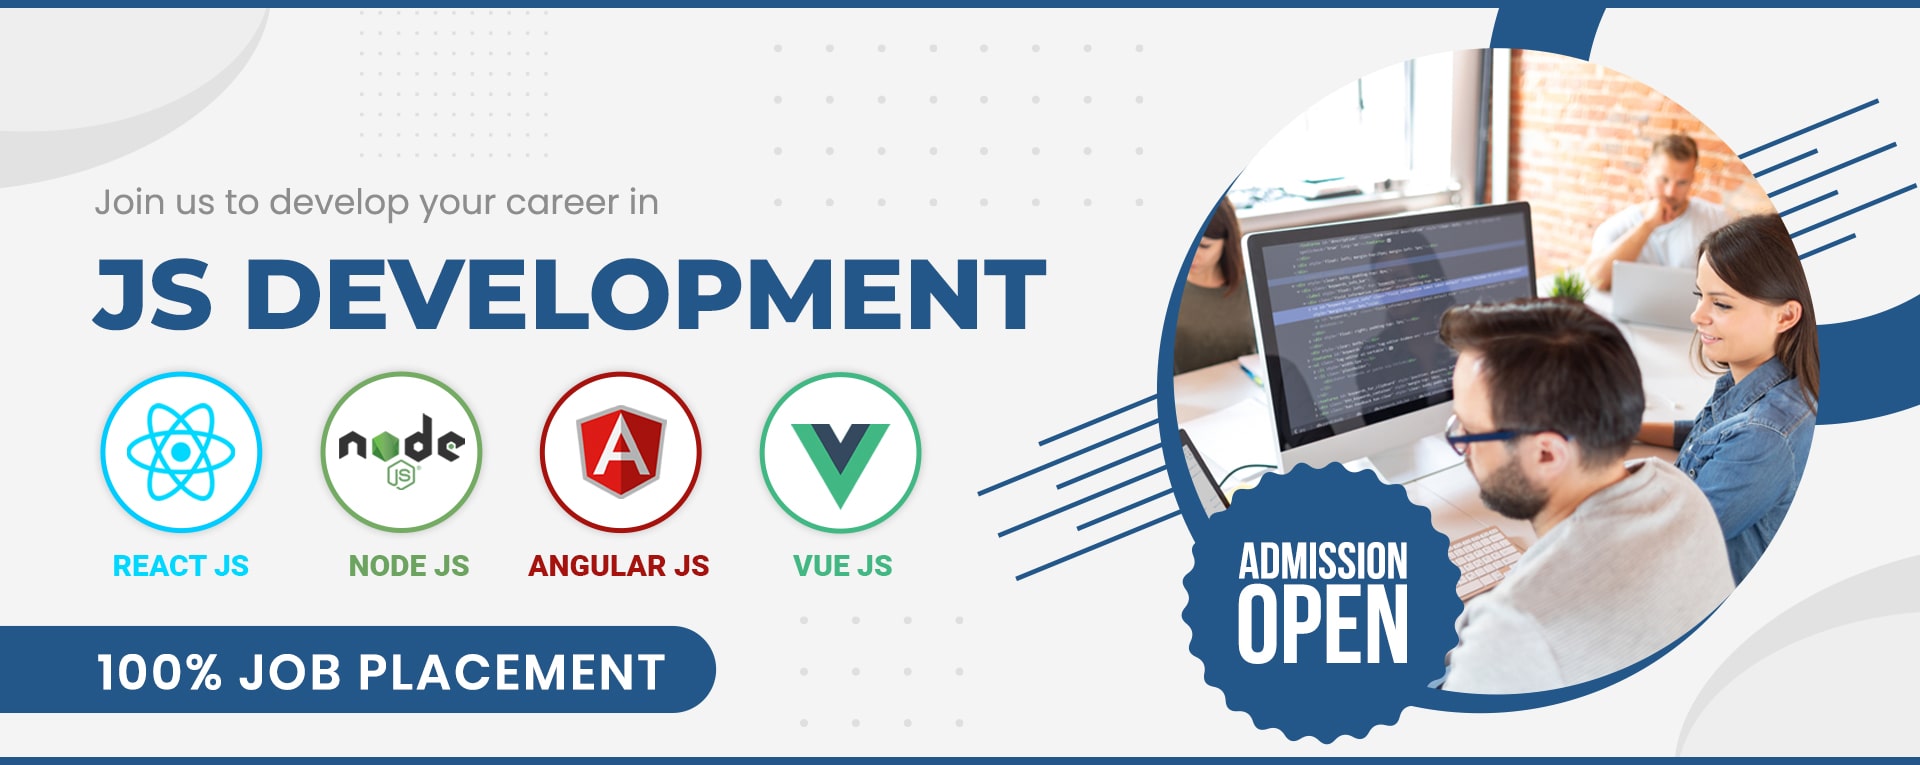 Join us to develop your career in
JS DEVELOPMENT
node
JS
A
REACT JS
NODE JS
ANGULAR JS
VUE JS
100% JOB PLACEMENT
ADMISSION
OPEN